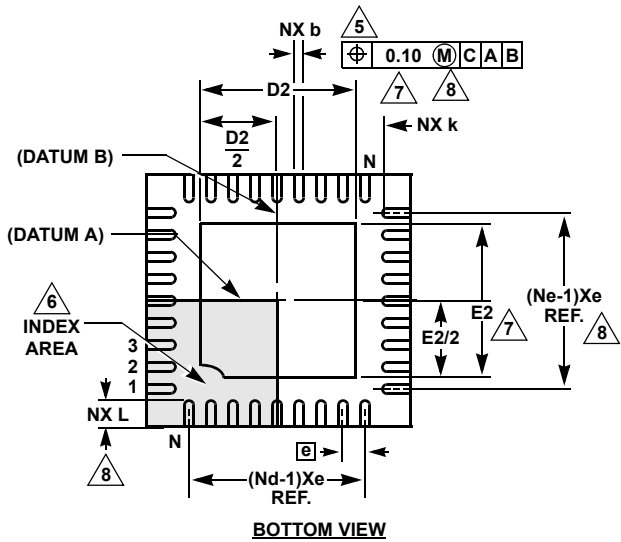 NX b
5
⌖ 0.10 Ⓜ C A B
7
8
D2
D2
2
NX k
(DATUM B)
N
(DATUM A)
6
INDEX
AREA
3
2
1
NX L
8
N
E2/2
E2
7
(Ne-1)Xe
REF.
8
e
(Nd-1)Xe
REF.
BOTTOM VIEW